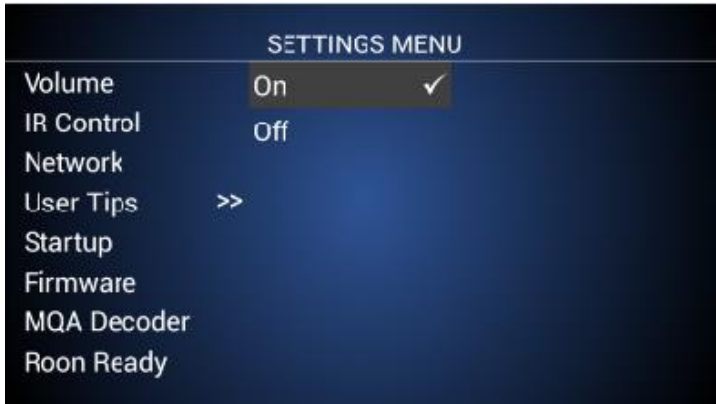 SETTINGS MENU
Volume
On ✓
IR Control
Off
Network
User Tips >>
Startup
Firmware
MQA Decoder
Roon Ready